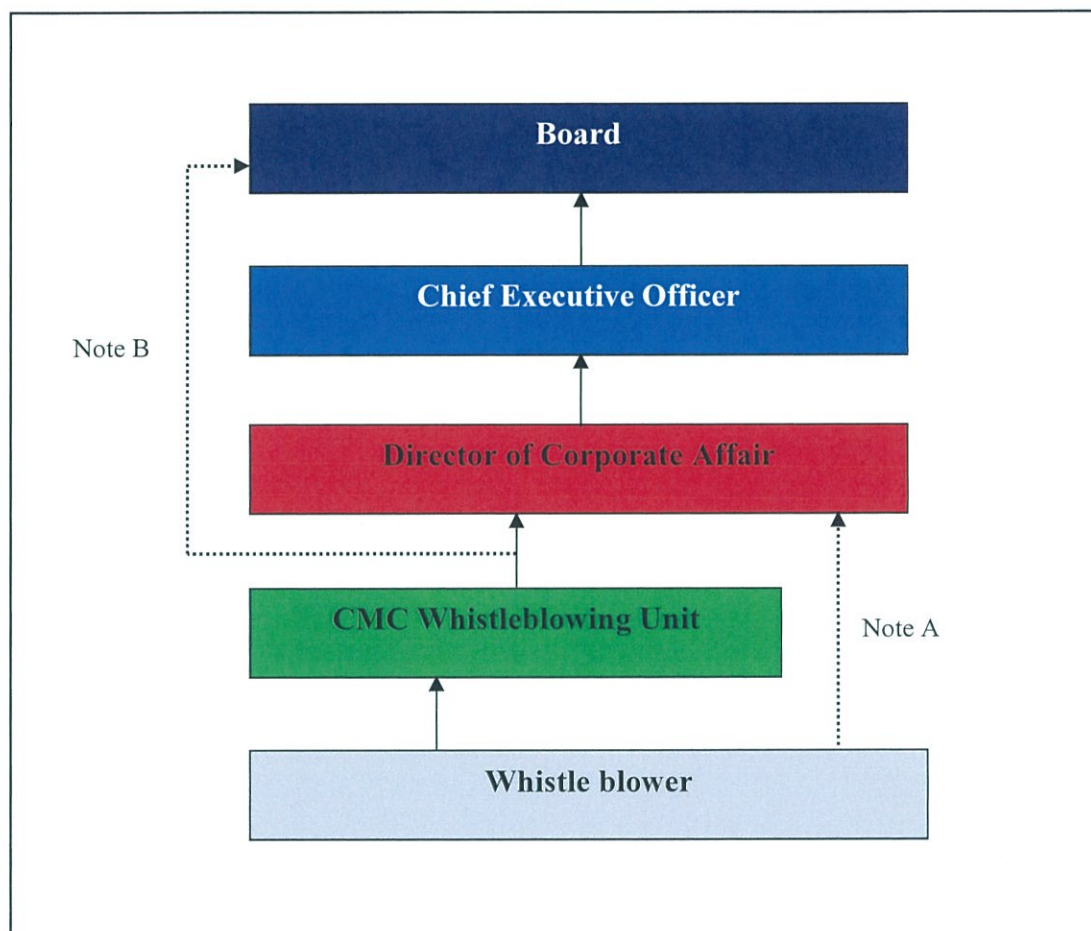 Board
Chief Executive Officer
Note B
Director of Corporate Affair
CMC Whistleblowing Unit
Note A
Whistle blower